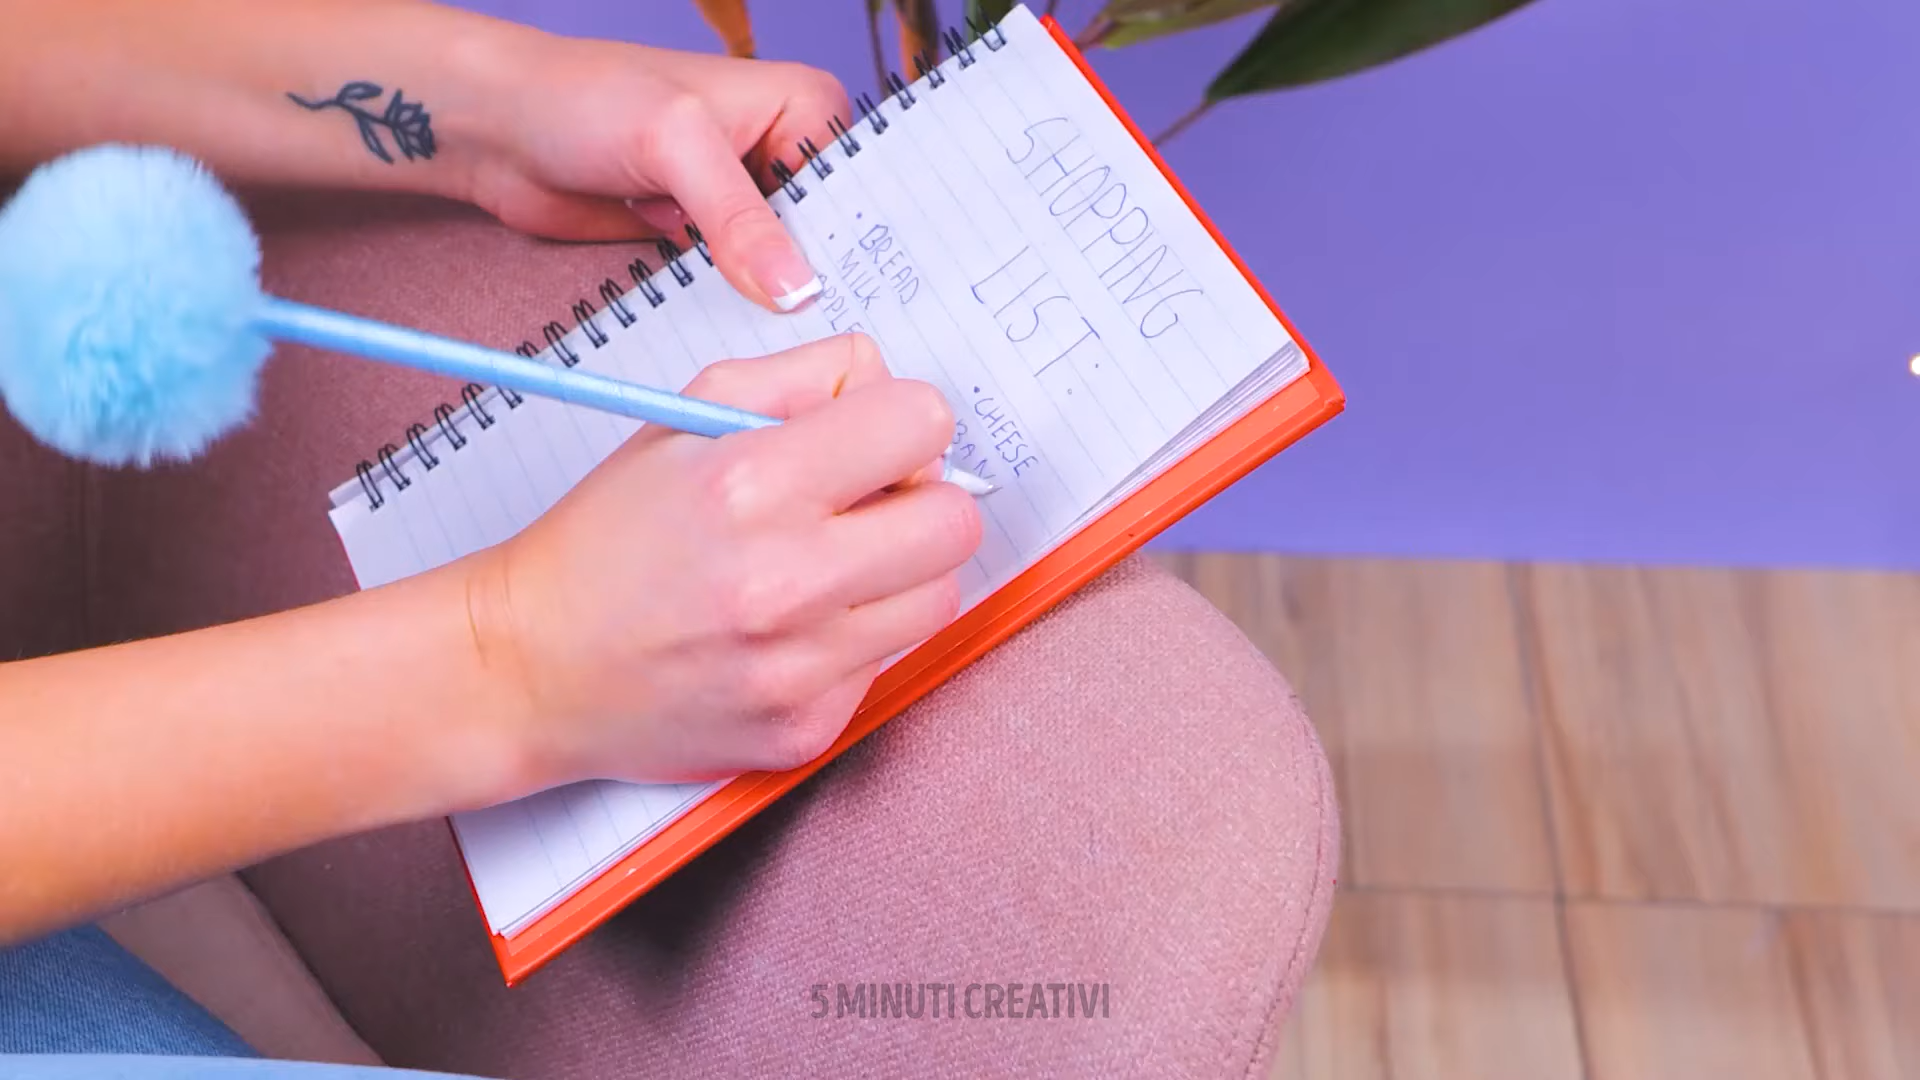 SHOPPING
LIST:
• BREAD
• MILK
• CHEESE
5 MINUTI CREATIVI